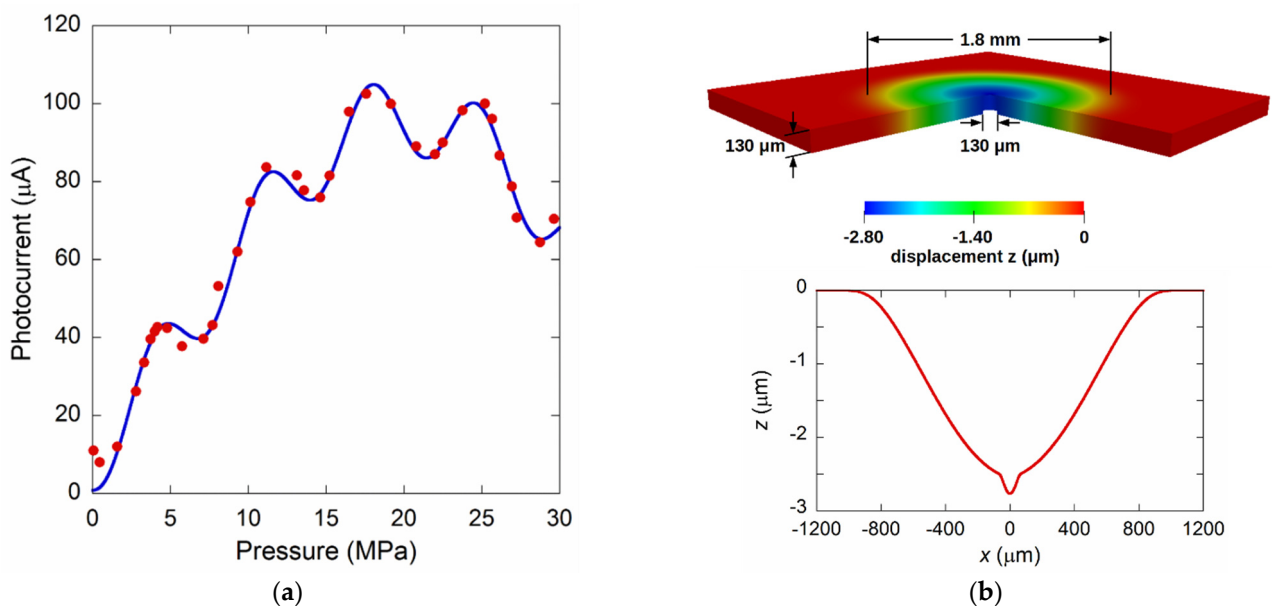 120
100
80
60
40
20
0
Photocurrent (μA)
0 5 10 15 20 25 30
Pressure (MPa)
(a)
1.8 mm
130 μm
130 μm
-2.80 -1.40 0
displacement z (μm)
0
-1
-2
-3
z (μm)
-1200 -800 -400 0 400 800 1200
x (μm)
(b)